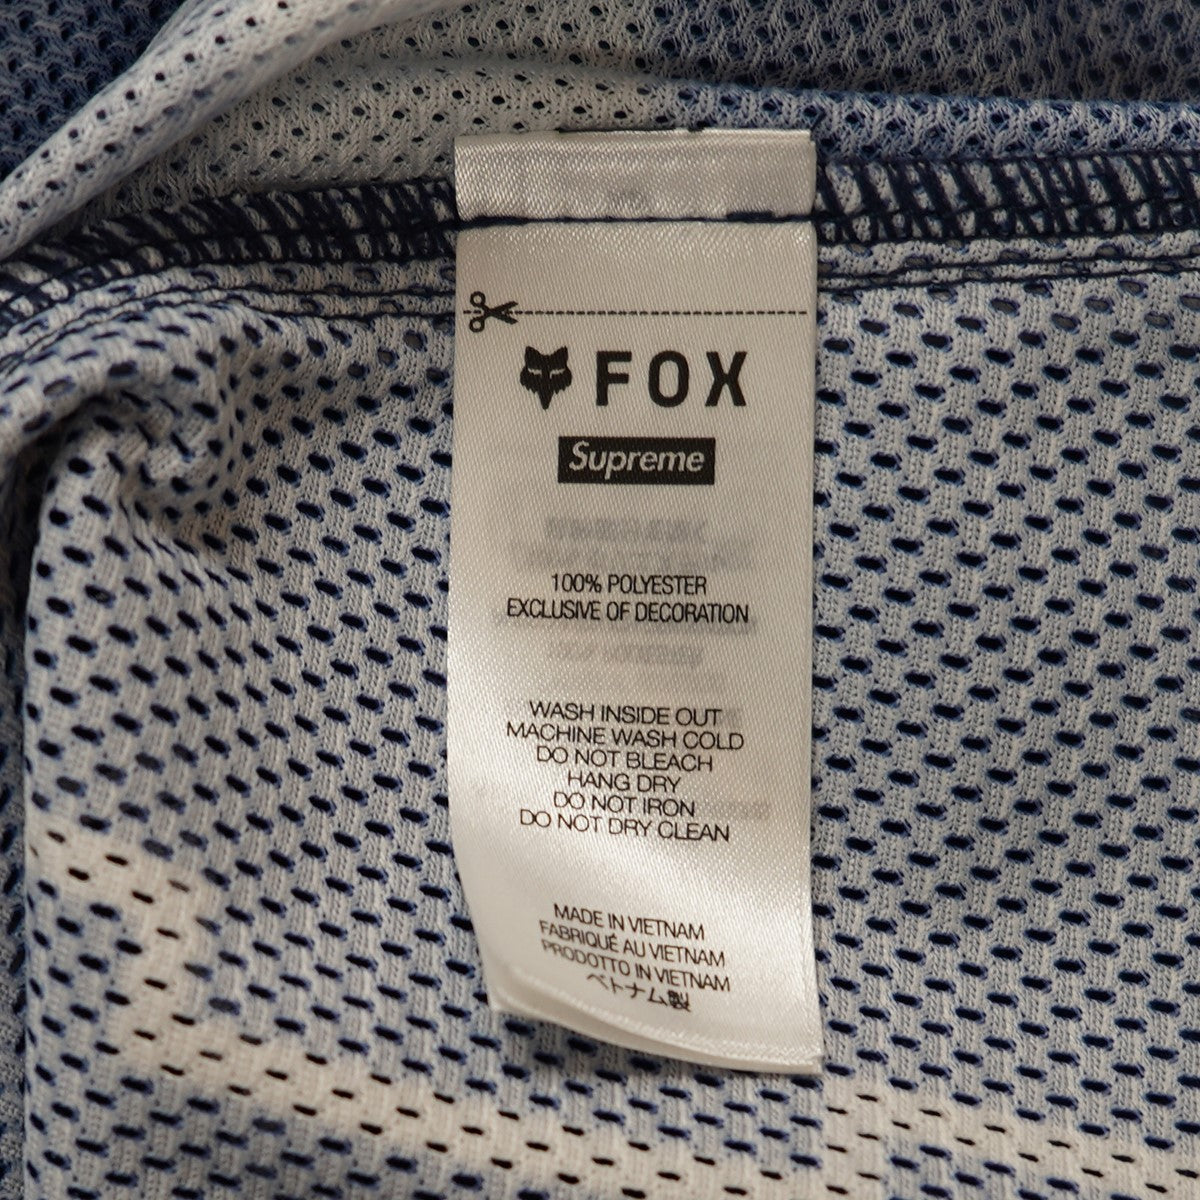 FOX
Supreme
100% POLYESTER
EXCLUSIVE OF DECORATION
WASH INSIDE OUT
MACHINE WASH COLD
DO NOT BLEACH
HANG DRY
DO NOT IRON
DO NOT DRY CLEAN
MADE IN VIETNAM
FABRIQUÉ AU VIETNAM
PRODOTTO IN VIETNAM
ベトナム製